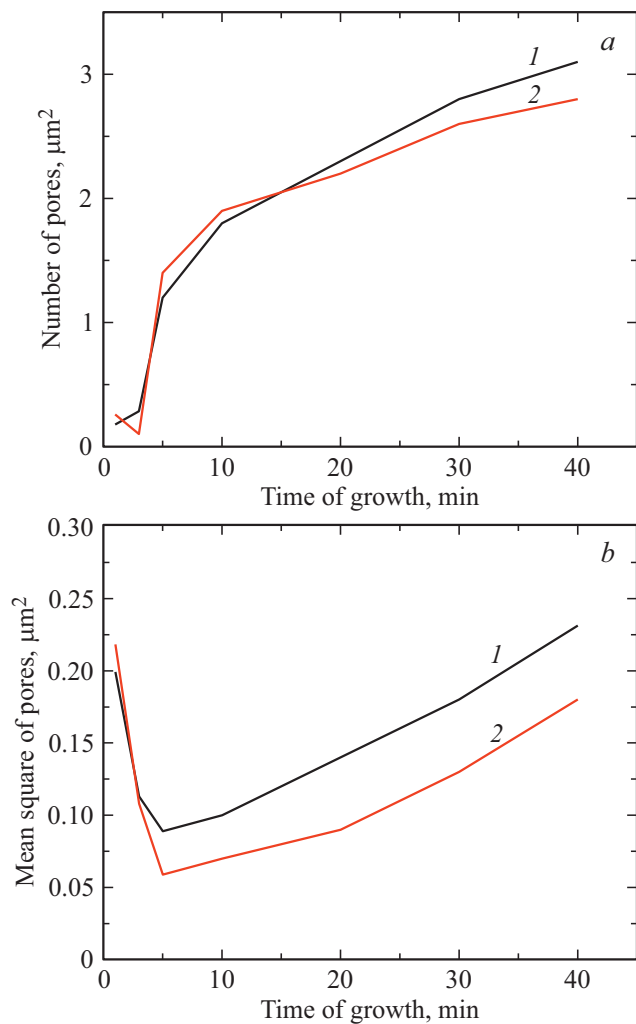 a
1
2
3
2
1
0
Number of pores, μm²
0 10 20 30 40
Time of growth, min
b
1
2
0.30
0.25
0.20
0.15
0.10
0.05
0
Mean square of pores, μm²
0 10 20 30 40
Time of growth, min